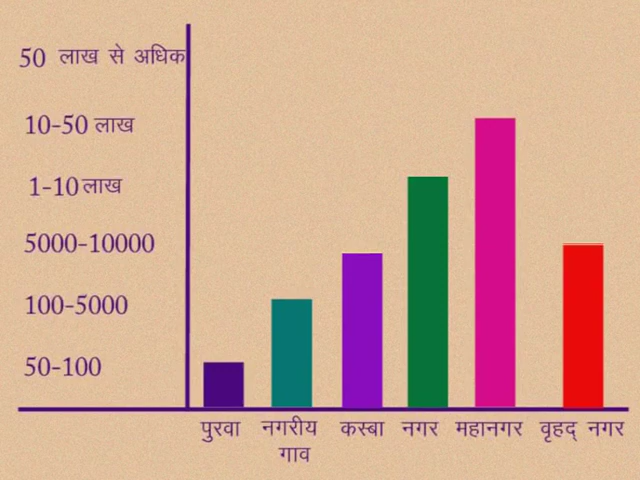 50 लाख से अधिक
10-50 लाख
1-10 लाख
5000-10000
100-5000
50-100
पुरवा नगरीय गाव कस्बा नगर महानगर वृहद् नगर